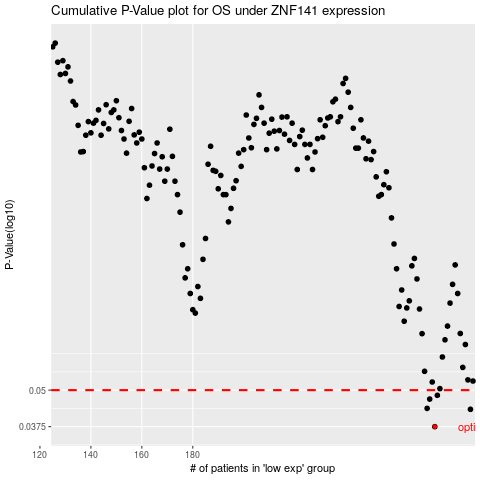 Cumulative P-Value plot for OS under ZNF141 expression
P-Value(log10)
0.05
0.0375
opti
120 140 160 180
# of patients in 'low exp' group